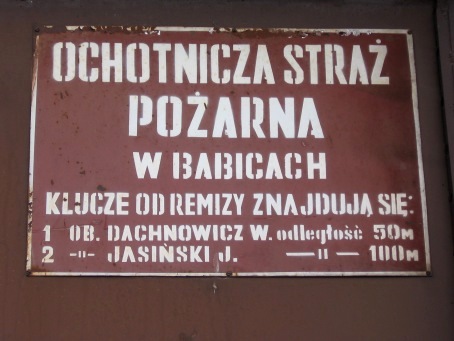 OCHOTNICZA STRAŻ
POŻARNA
W BABICACH
KLUCZE OD REMIZY ZNAJDUJĄ SIĘ:
1 OB. DACHNOWICZ W. odległość 50m
2 -"- JASIŃSKI J. —"— 100m